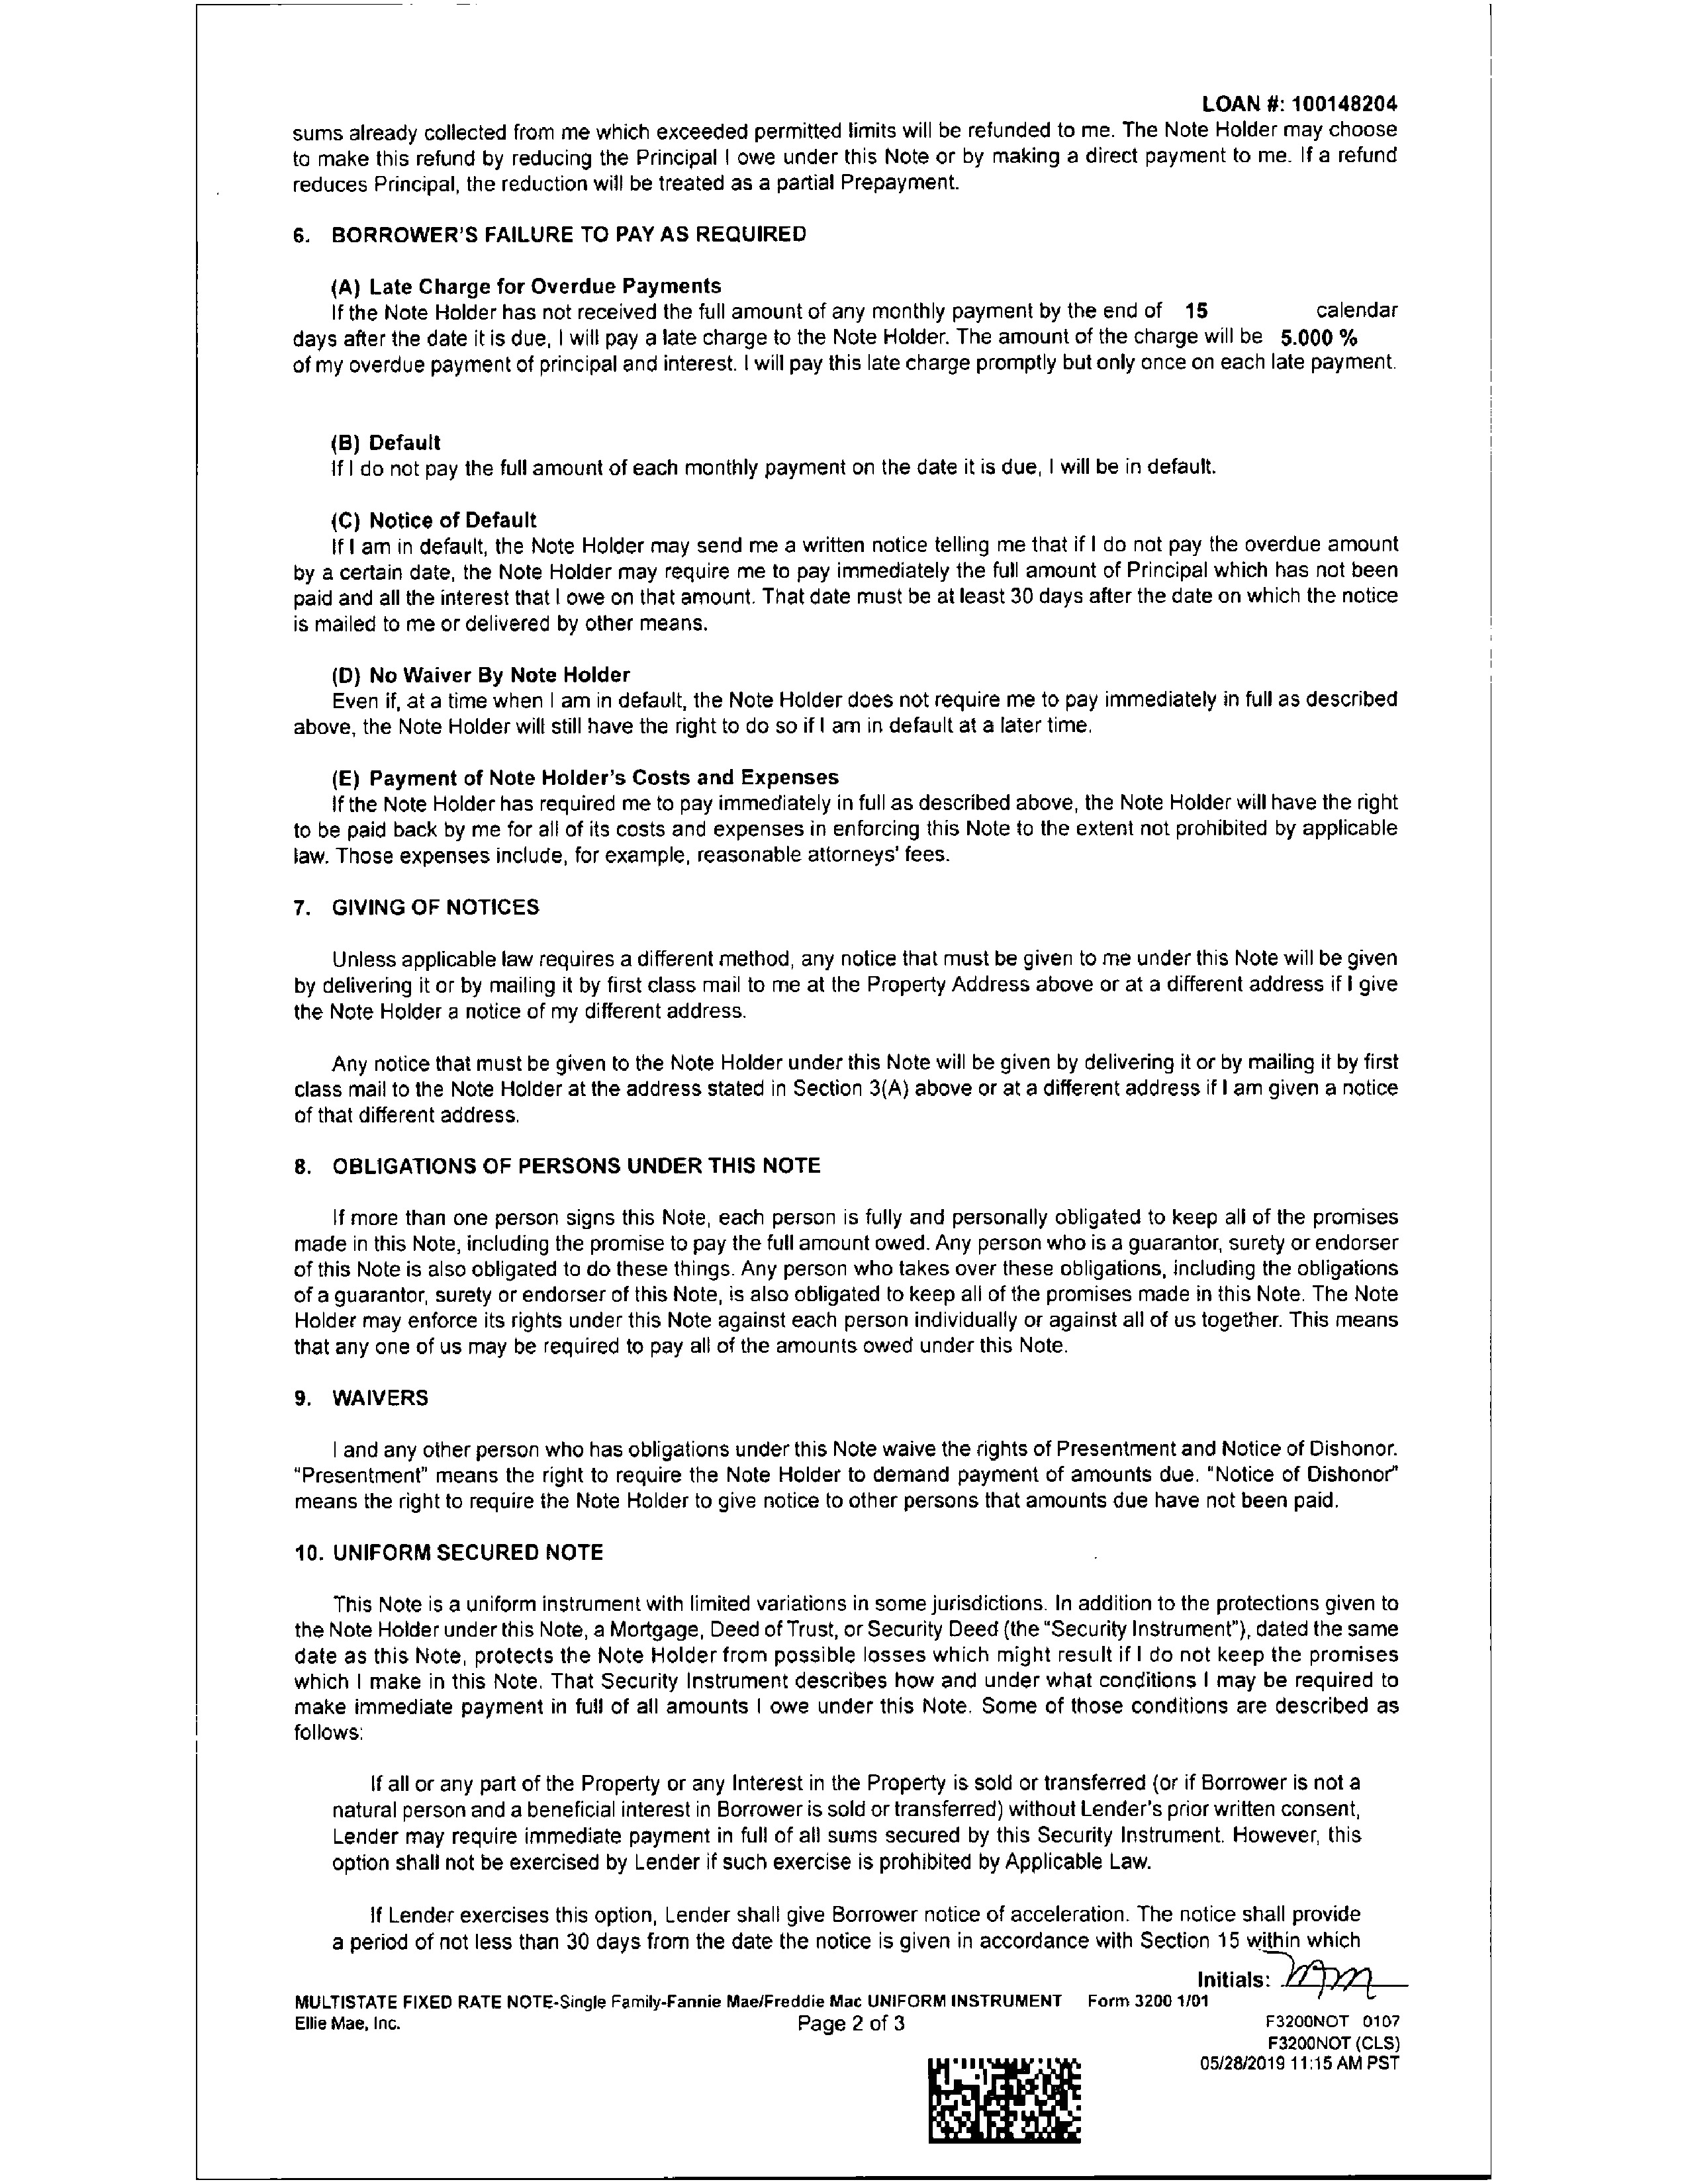 LOAN #: 100148204
sums already collected from me which exceeded permitted limits will be refunded to me. The Note Holder may choose
to make this refund by reducing the Principal I owe under this Note or by making a direct payment to me. If a refund
reduces Principal, the reduction will be treated as a partial Prepayment.
6. BORROWER'S FAILURE TO PAY AS REQUIRED
(A) Late Charge for Overdue Payments
If the Note Holder has not received the full amount of any monthly payment by the end of 15 calendar
days after the date it is due, I will pay a late charge to the Note Holder. The amount of the charge will be 5.000 %
of my overdue payment of principal and interest. I will pay this late charge promptly but only once on each late payment.
(B) Default
If I do not pay the full amount of each monthly payment on the date it is due, I will be in default.
(C) Notice of Default
If I am in default, the Note Holder may send me a written notice telling me that if I do not pay the overdue amount
by a certain date, the Note Holder may require me to pay immediately the full amount of Principal which has not been
paid and all the interest that I owe on that amount. That date must be at least 30 days after the date on which the notice
is mailed to me or delivered by other means.
(D) No Waiver By Note Holder
Even if, at a time when I am in default, the Note Holder does not require me to pay immediately in full as described
above, the Note Holder will still have the right to do so if I am in default at a later time.
(E) Payment of Note Holder's Costs and Expenses
If the Note Holder has required me to pay immediately in full as described above, the Note Holder will have the right
to be paid back by me for all of its costs and expenses in enforcing this Note to the extent not prohibited by applicable
law. Those expenses include, for example, reasonable attorneys' fees.
7. GIVING OF NOTICES
Unless applicable law requires a different method, any notice that must be given to me under this Note will be given
by delivering it or by mailing it by first class mail to me at the Property Address above or at a different address if I give
the Note Holder a notice of my different address.
Any notice that must be given to the Note Holder under this Note will be given by delivering it or by mailing it by first
class mail to the Note Holder at the address stated in Section 3(A) above or at a different address if I am given a notice
of that different address.
8. OBLIGATIONS OF PERSONS UNDER THIS NOTE
If more than one person signs this Note, each person is fully and personally obligated to keep all of the promises
made in this Note, including the promise to pay the full amount owed. Any person who is a guarantor, surety or endorser
of this Note is also obligated to do these things. Any person who takes over these obligations, including the obligations
of a guarantor, surety or endorser of this Note, is also obligated to keep all of the promises made in this Note. The Note
Holder may enforce its rights under this Note against each person individually or against all of us together. This means
that any one of us may be required to pay all of the amounts owed under this Note.
9. WAIVERS
I and any other person who has obligations under this Note waive the rights of Presentment and Notice of Dishonor.
"Presentment" means the right to require the Note Holder to demand payment of amounts due. "Notice of Dishonor"
means the right to require the Note Holder to give notice to other persons that amounts due have not been paid.
10. UNIFORM SECURED NOTE
This Note is a uniform instrument with limited variations in some jurisdictions. In addition to the protections given to
the Note Holder under this Note, a Mortgage, Deed of Trust, or Security Deed (the "Security Instrument"), dated the same
date as this Note, protects the Note Holder from possible losses which might result if I do not keep the promises
which I make in this Note. That Security Instrument describes how and under what conditions I may be required to
make immediate payment in full of all amounts I owe under this Note. Some of those conditions are described as
follows:
If all or any part of the Property or any Interest in the Property is sold or transferred (or if Borrower is not a
natural person and a beneficial interest in Borrower is sold or transferred) without Lender's prior written consent,
Lender may require immediate payment in full of all sums secured by this Security Instrument. However, this
option shall not be exercised by Lender if such exercise is prohibited by Applicable Law.
If Lender exercises this option, Lender shall give Borrower notice of acceleration. The notice shall provide
a period of not less than 30 days from the date the notice is given in accordance with Section 15 within which
Initials:
MULTISTATE FIXED RATE NOTE-Single Family-Fannie Mae/Freddie Mac UNIFORM INSTRUMENT Form 3200 1/01
Ellie Mae, Inc. Page 2 of 3 F3200NOT 0107
F3200NOT (CLS)
05/28/2019 11:15 AM PST